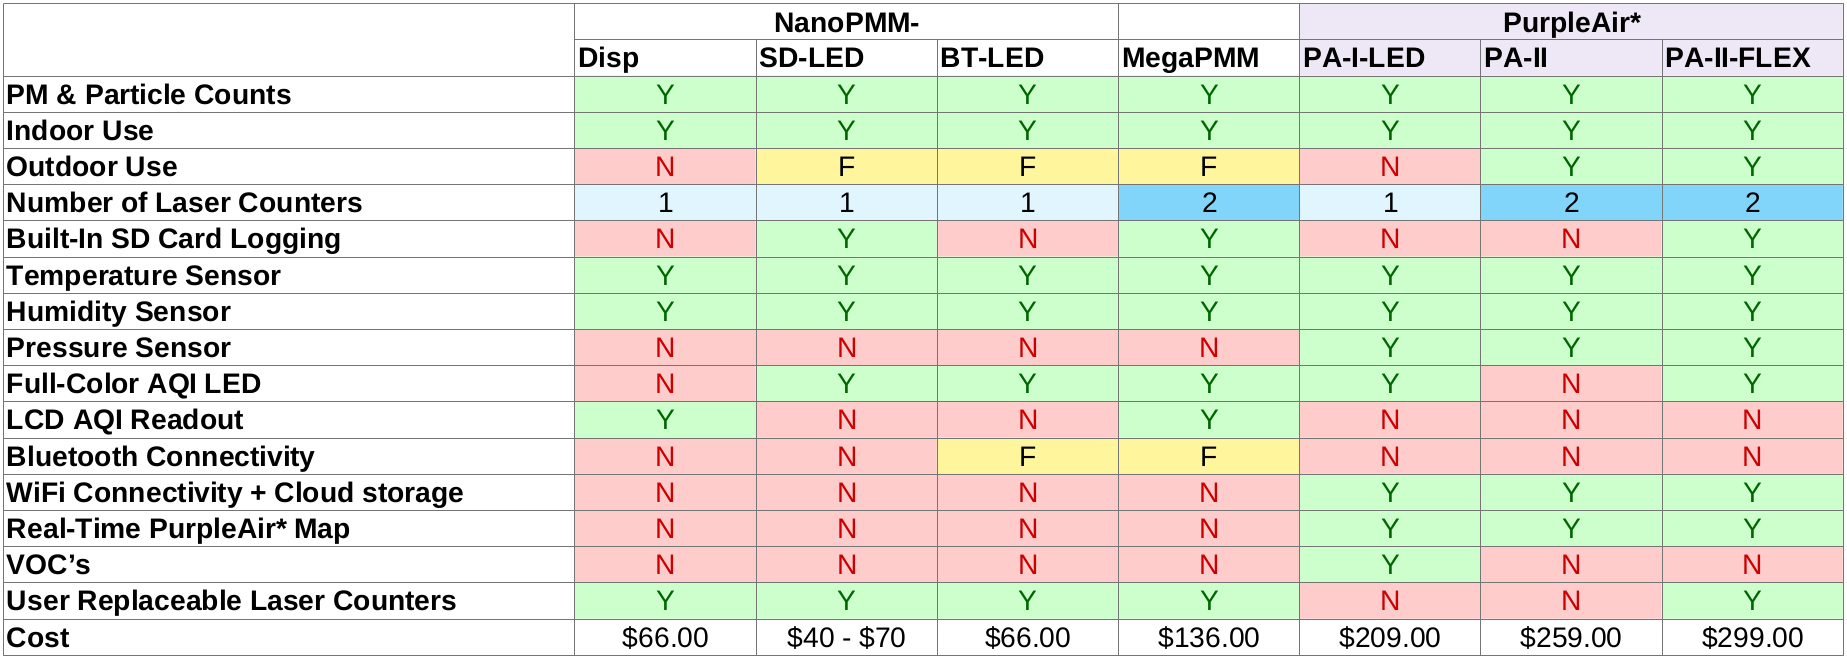 NanoPMM- PurpleAir*
Disp SD-LED BT-LED MegaPMM PA-I-LED PA-II PA-II-FLEX
PM & Particle Counts Y Y Y Y Y Y Y
Indoor Use Y Y Y Y Y Y Y
Outdoor Use N F F F N Y Y
Number of Laser Counters 1 1 1 2 1 2 2
Built-In SD Card Logging N Y N Y N N Y
Temperature Sensor Y Y Y Y Y Y Y
Humidity Sensor Y Y Y Y Y Y Y
Pressure Sensor N N N N Y Y Y
Full-Color AQI LED N Y Y Y Y N Y
LCD AQI Readout Y N N Y N N N
Bluetooth Connectivity N N F F N N N
WiFi Connectivity + Cloud storage N N N N Y Y Y
Real-Time PurpleAir* Map N N N N Y Y Y
VOC’s N N N N Y N N
User Replaceable Laser Counters Y Y Y Y N N Y
Cost $66.00 $40 - $70 $66.00 $136.00 $209.00 $259.00 $299.00